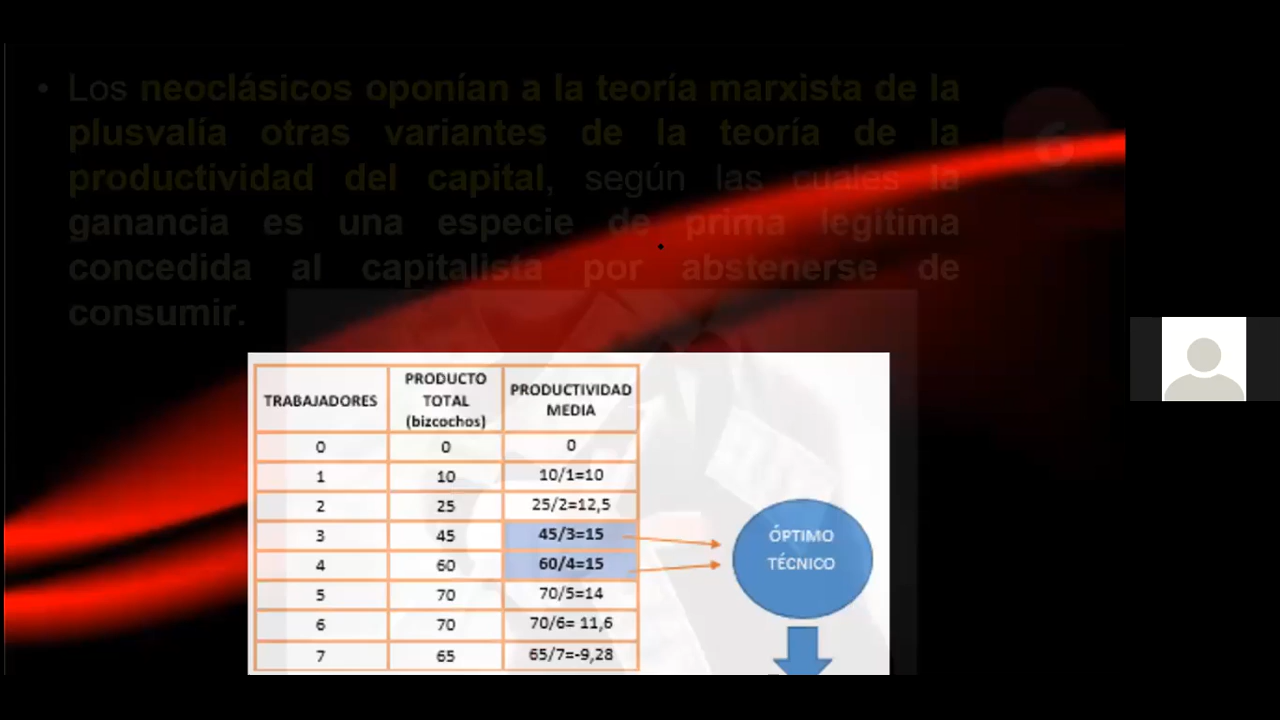 • Los neoclásicos oponían a la teoría marxista de la
plusvalía otras variantes de la teoría de la
productividad del capital, según las cuales la
ganancia es una especie de prima legítima
concedida al capitalista por abstenerse de
consumir.
6
TRABAJADORES PRODUCTO TOTAL (bizcochos) PRODUCTIVIDAD MEDIA
0 0 0
1 10 10/1=10
2 25 25/2=12,5
3 45 45/3=15
4 60 60/4=15
5 70 70/5=14
6 70 70/6= 11,6
7 65 65/7=-9,28
ÓPTIMO
TÉCNICO